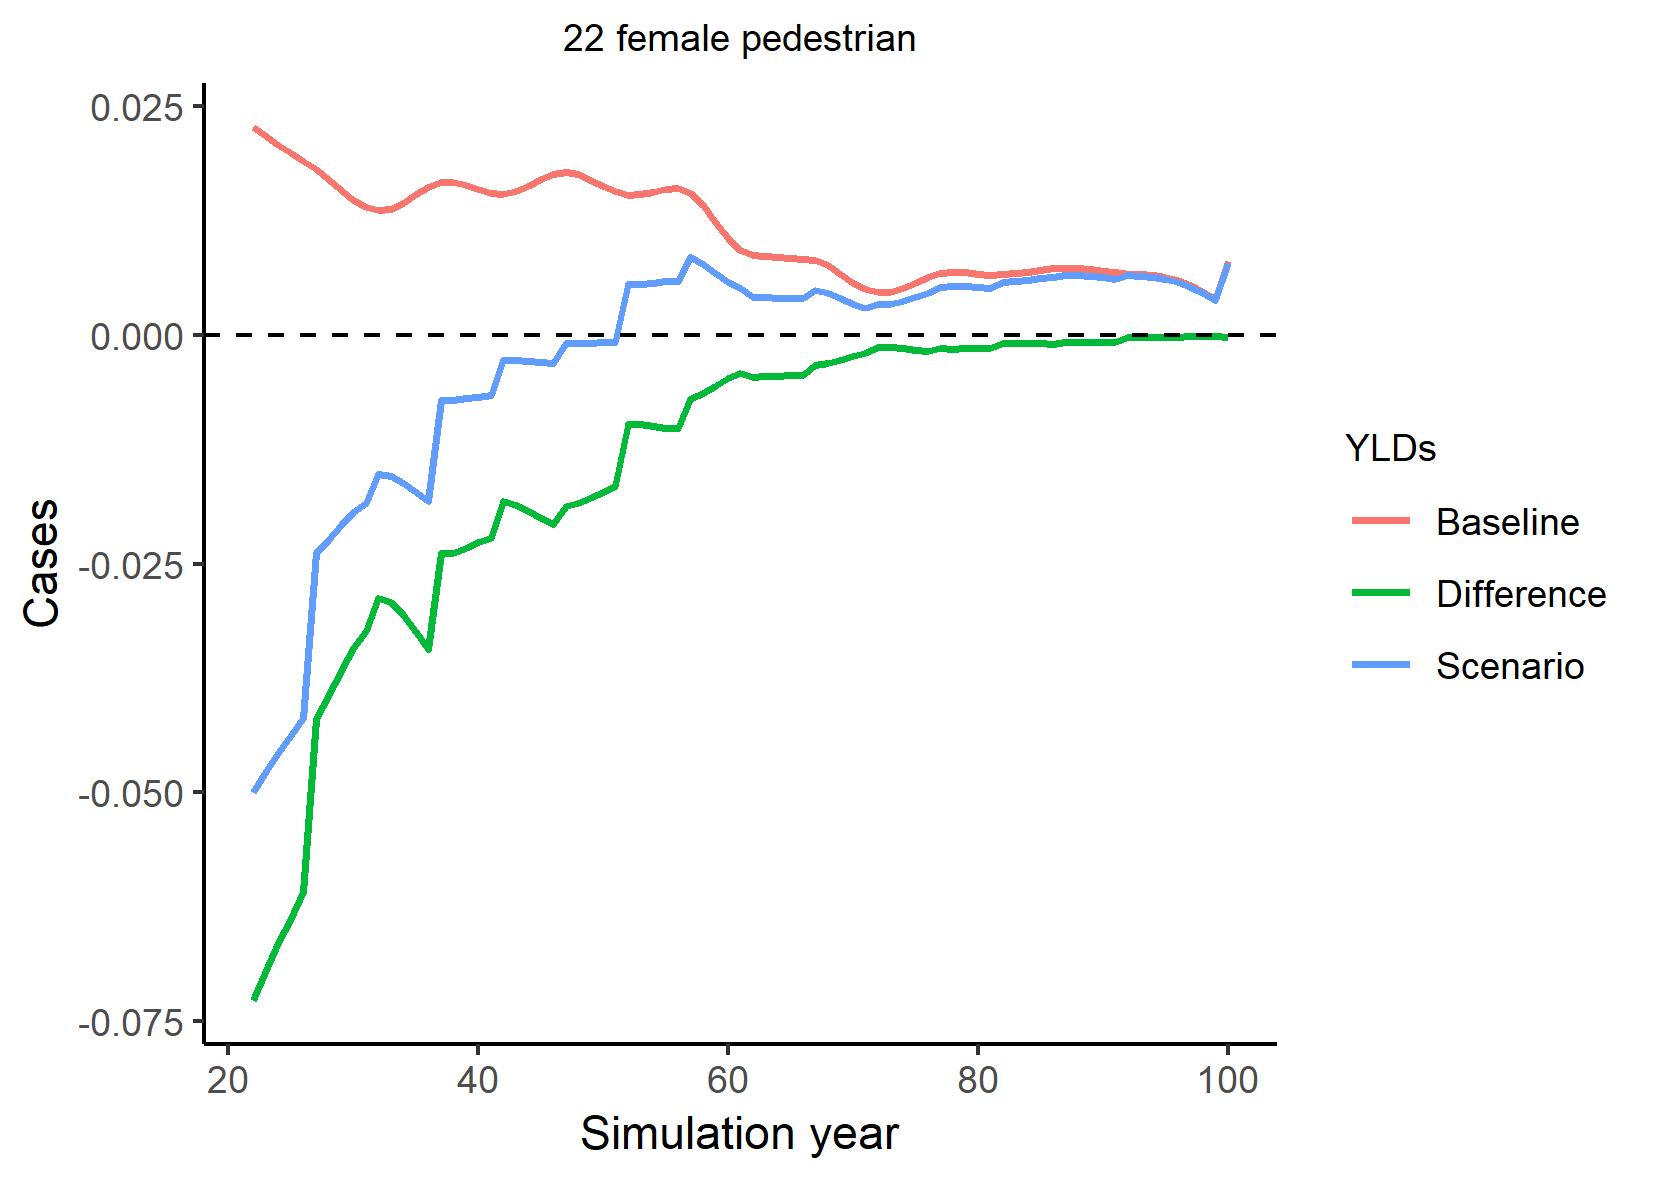 22 female pedestrian
0.025
0.000
-0.025
-0.050
-0.075
Cases
20 40 60 80 100
Simulation year
YLDs
Baseline
Difference
Scenario